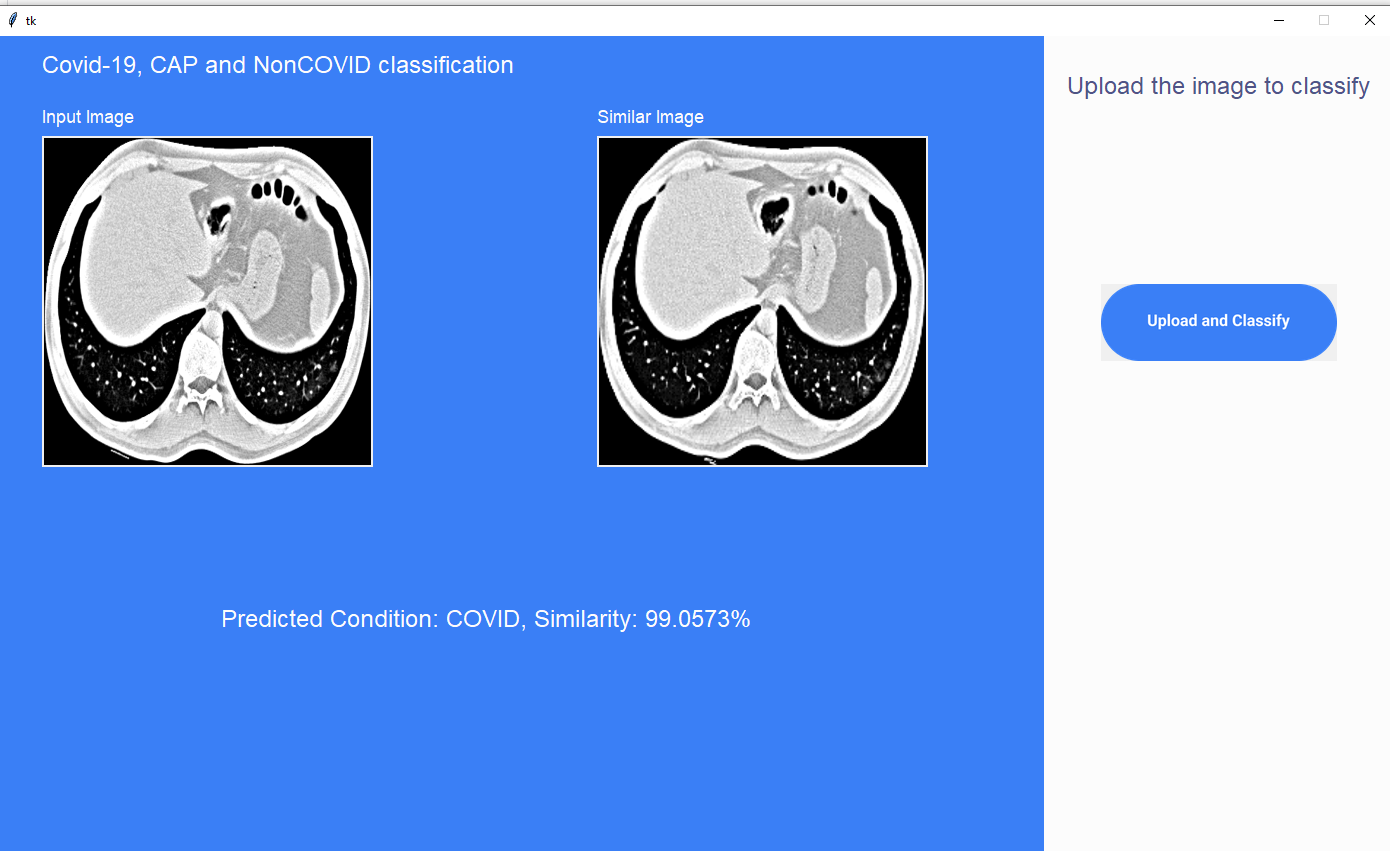 tk
Covid-19, CAP and NonCOVID classification
Upload the image to classify
Input Image
Similar Image
Upload and Classify
Predicted Condition: COVID, Similarity: 99.0573%